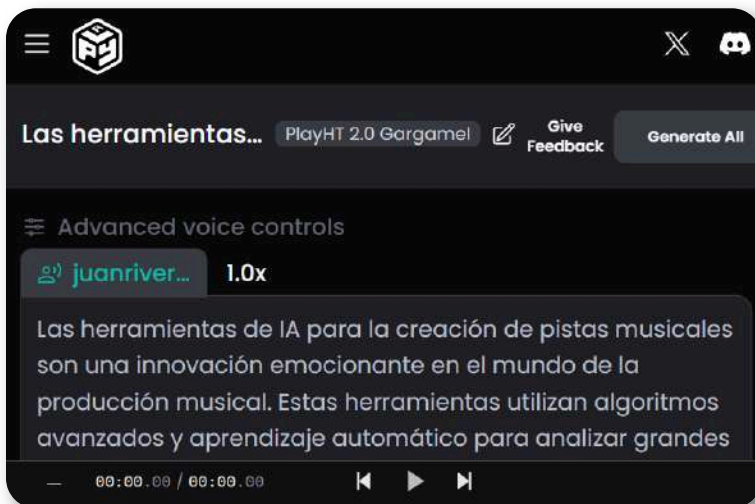 Las herramientas... PlayHT 2.0 Gargamel Give Feedback Generate All
Advanced voice controls
juanriver... 1.0x
Las herramientas de IA para la creación de pistas musicales
son una innovación emocionante en el mundo de la
producción musical. Estas herramientas utilizan algoritmos
avanzados y aprendizaje automático para analizar grandes
00:00.00 / 00:00.00